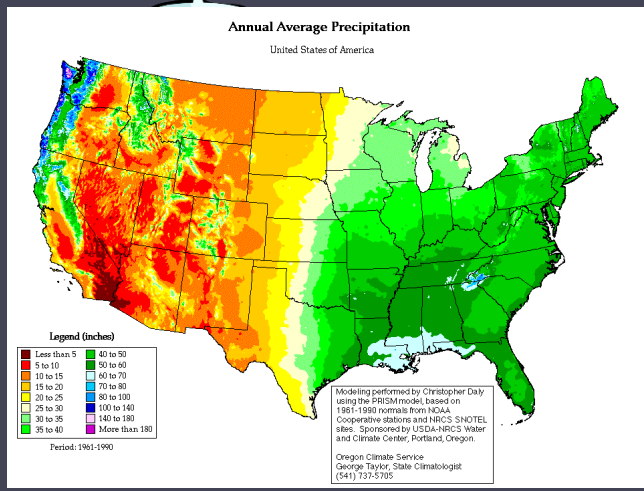 Annual Average Precipitation
United States of America
Legend (inches)
Less than 5
5 to 10
10 to 15
15 to 20
20 to 25
25 to 30
30 to 35
35 to 40
40 to 50
50 to 60
60 to 70
70 to 80
80 to 100
100 to 140
140 to 180
More than 180
Period: 1961-1990
Modeling performed by Christopher Daly
using the PRISM model, based on
1961-1990 normals from NOAA
Cooperative stations and NRCS SNOTEL
sites. Sponsored by USDA-NRCS Water
and Climate Center, Portland, Oregon.
Oregon Climate Service
George Taylor, State Climatologist
(541) 737-5705